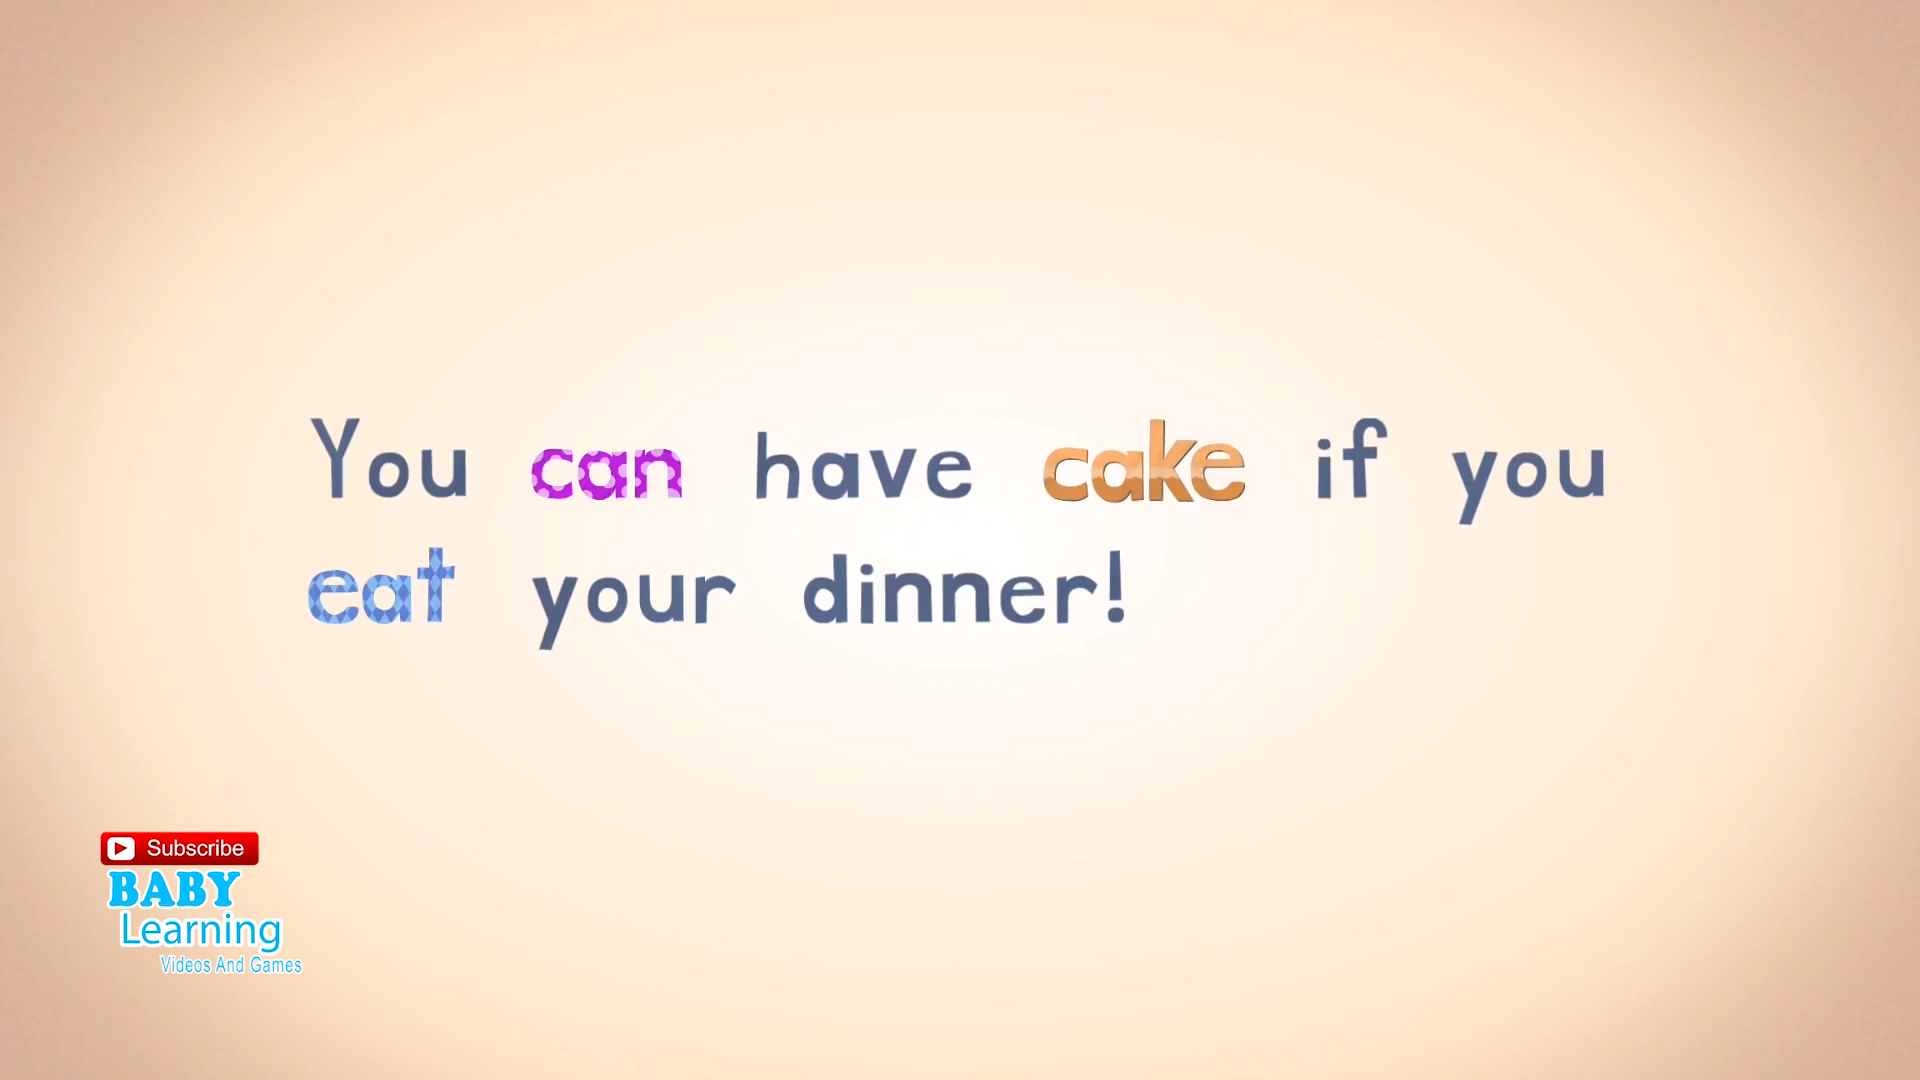 You can have cake if you
eat your dinner!
Subscribe
BABY
Learning
Videos And Games